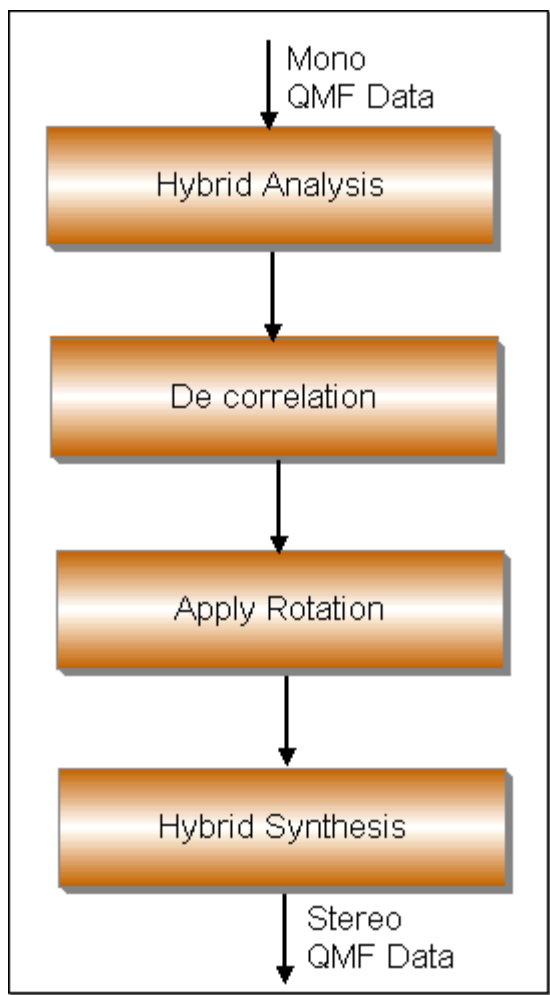 Mono
QMF Data
Hybrid Analysis
De correlation
Apply Rotation
Hybrid Synthesis
Stereo
QMF Data